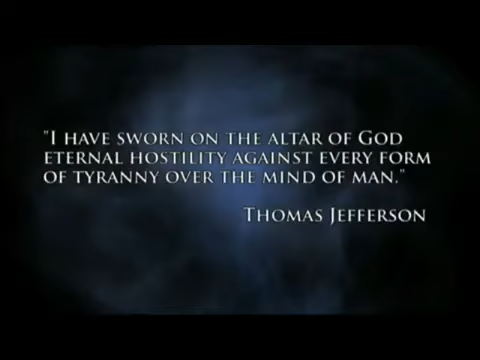 "I HAVE SWORN ON THE ALTAR OF GOD
ETERNAL HOSTILITY AGAINST EVERY FORM
OF TYRANNY OVER THE MIND OF MAN."
THOMAS JEFFERSON